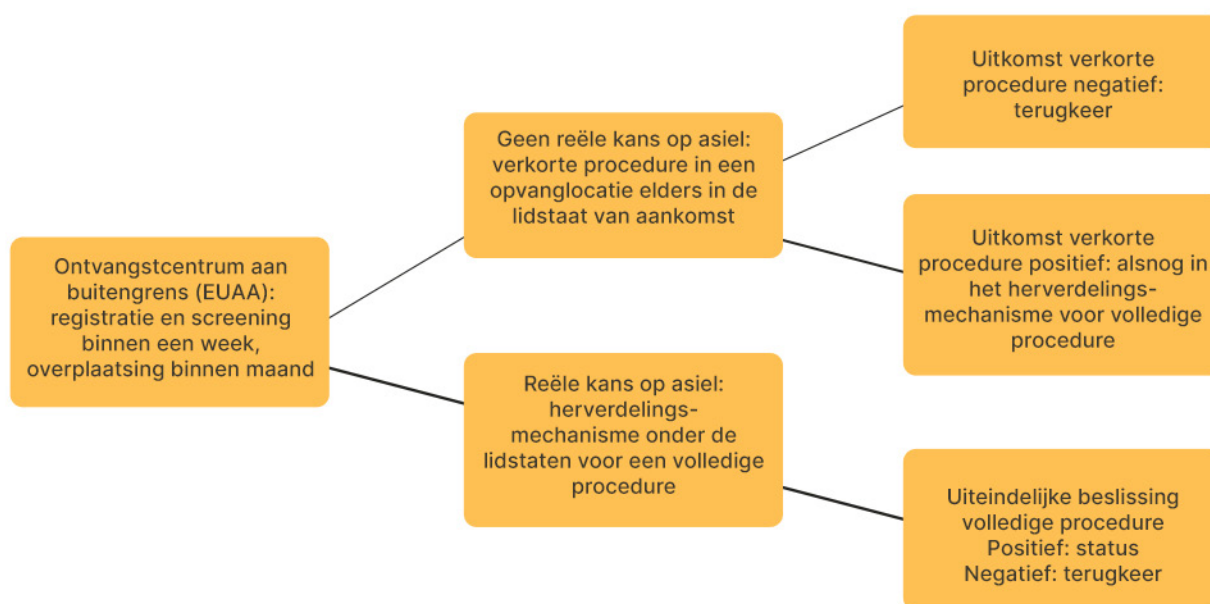 Ontvangstcentrum aan
buitengrens (EUAA):
registratie en screening
binnen een week,
overplaatsing binnen maand
Geen reële kans op asiel:
verkorte procedure in een
opvanglocatie elders in de
lidstaat van aankomst
Reële kans op asiel:
herverdelings-
mechanisme onder de
lidstaten voor een volledige
procedure
Uitkomst verkorte
procedure negatief:
terugkeer
Uitkomst verkorte
procedure positief: alsnog in
het herverdelings-
mechanisme voor volledige
procedure
Uiteindelijke beslissing
volledige procedure
Positief: status
Negatief: terugkeer